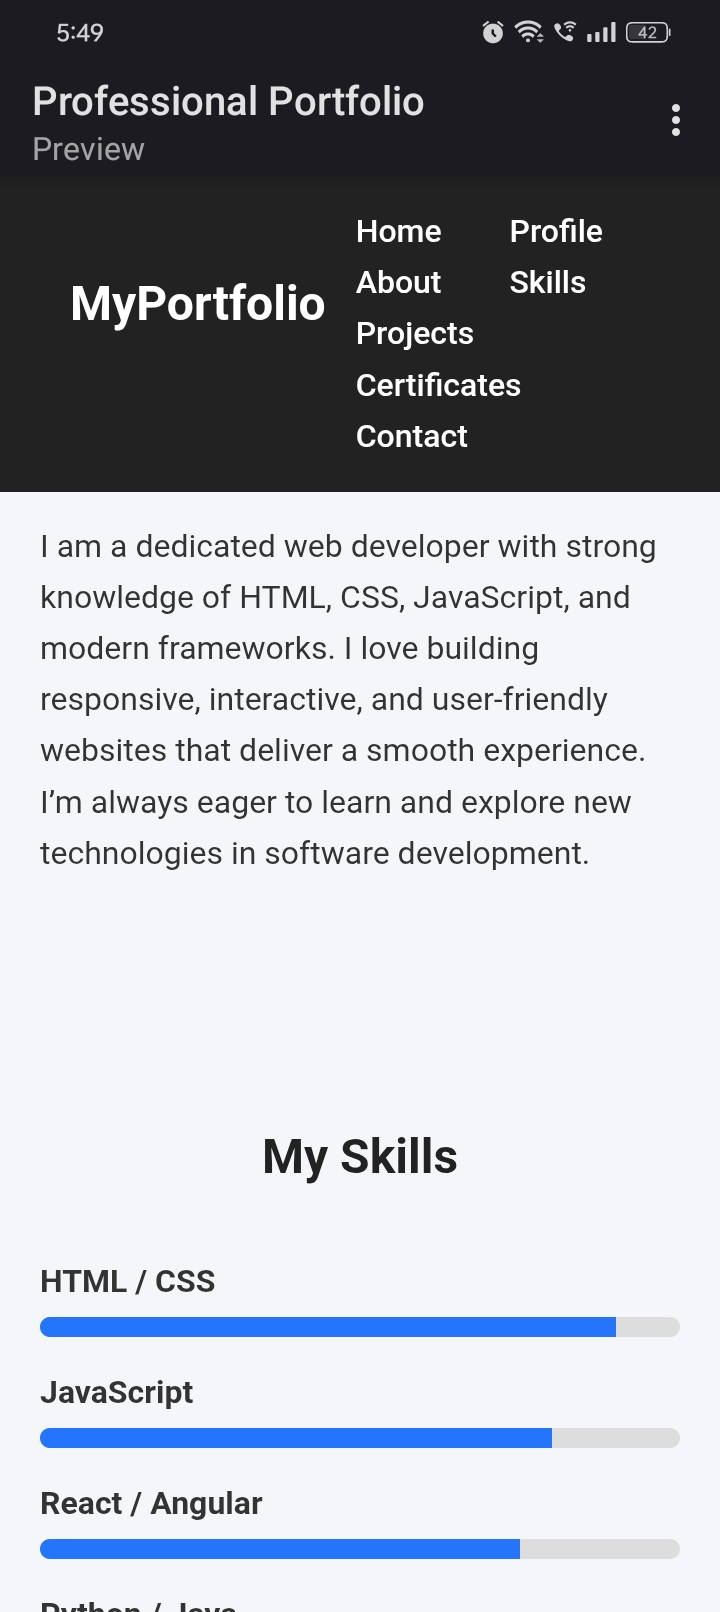 5:49
42
Professional Portfolio
Preview
MyPortfolio
Home Profile
About Skills
Projects
Certificates
Contact
I am a dedicated web developer with strong
knowledge of HTML, CSS, JavaScript, and
modern frameworks. I love building
responsive, interactive, and user-friendly
websites that deliver a smooth experience.
I’m always eager to learn and explore new
technologies in software development.
My Skills
HTML / CSS
JavaScript
React / Angular
Python / Java